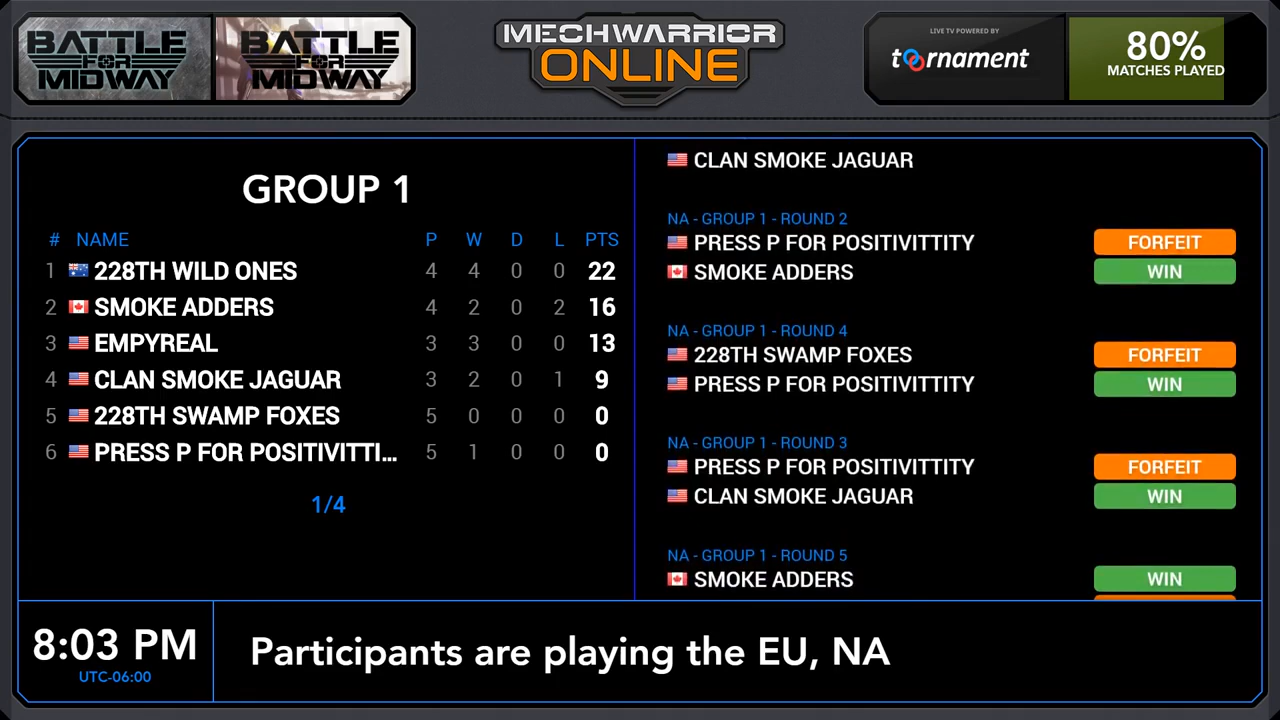 BATTLE
FOR
MIDWAY
BATTLE
FOR
MIDWAY
MECHWARRIOR
ONLINE
LIVE TV POWERED BY
toornament
80%
MATCHES PLAYED
GROUP 1
# NAME P W D L PTS
1 228TH WILD ONES 4 4 0 0 22
2 SMOKE ADDERS 4 2 0 2 16
3 EMPYREAL 3 3 0 0 13
4 CLAN SMOKE JAGUAR 3 2 0 1 9
5 228TH SWAMP FOXES 5 0 0 0 0
6 PRESS P FOR POSITIVITTI... 5 1 0 0 0
1/4
CLAN SMOKE JAGUAR
NA - GROUP 1 - ROUND 2
PRESS P FOR POSITIVITTITY FORFEIT
SMOKE ADDERS WIN
NA - GROUP 1 - ROUND 4
228TH SWAMP FOXES FORFEIT
PRESS P FOR POSITIVITTITY WIN
NA - GROUP 1 - ROUND 3
PRESS P FOR POSITIVITTITY FORFEIT
CLAN SMOKE JAGUAR WIN
NA - GROUP 1 - ROUND 5
SMOKE ADDERS WIN
8:03 PM
UTC-06:00
Participants are playing the EU, NA